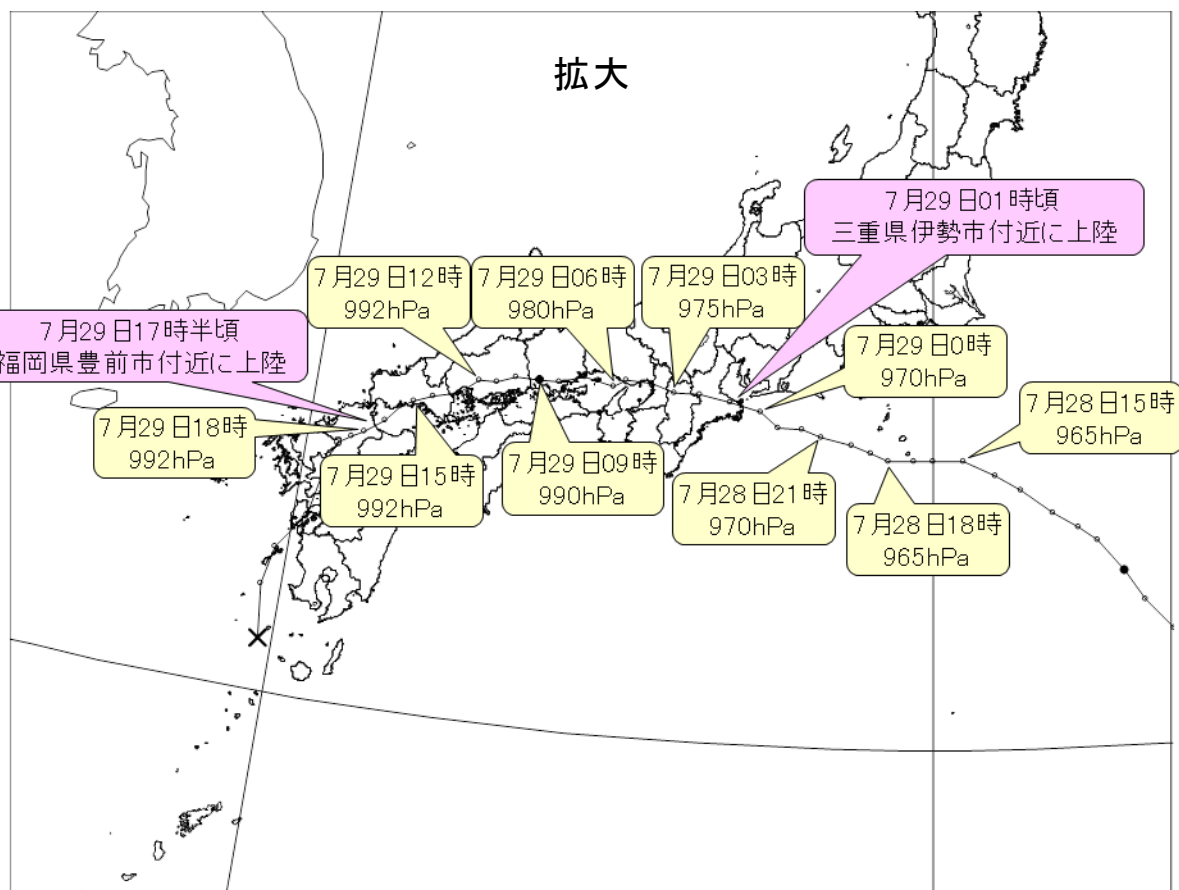 拡大
7月29日01時頃
三重県伊勢市付近に上陸
7月29日12時
992hPa
7月29日06時
980hPa
7月29日03時
975hPa
7月29日17時半頃
福岡県豊前市付近に上陸
7月29日0時
970hPa
7月28日15時
965hPa
7月29日18時
992hPa
7月29日15時
992hPa
7月29日09時
990hPa
7月28日21時
970hPa
7月28日18時
965hPa